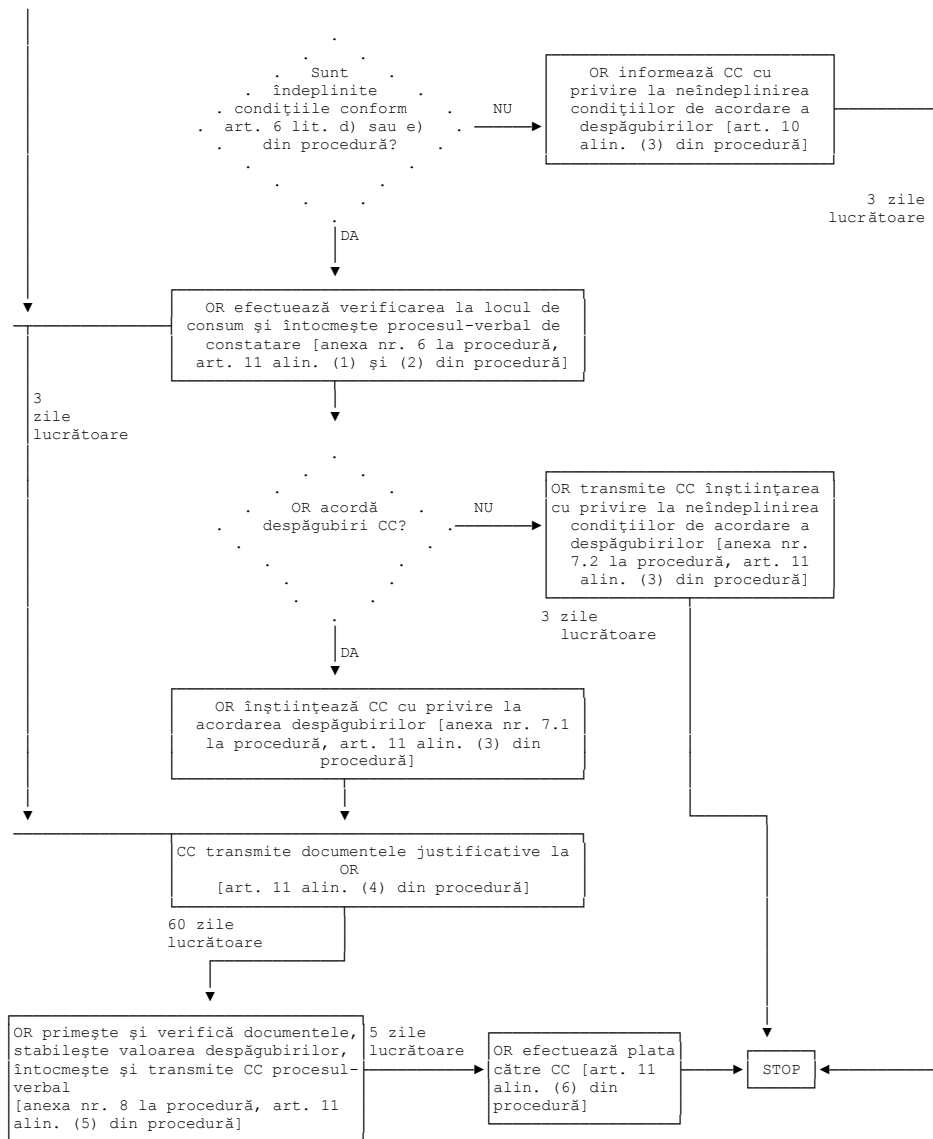 Sunt
îndeplinite
condiţiile conform
art. 6 lit. d) sau e)
din procedură?
NU
OR informează CC cu
privire la neîndeplinirea
condiţiilor de acordare a
despăgubirilor [art. 10
alin. (3) din procedură]
3 zile
lucrătoare
DA
OR efectuează verificarea la locul de
consum şi întocmeşte procesul-verbal de
constatare [anexa nr. 6 la procedură,
art. 11 alin. (1) şi (2) din procedură]
3
zile
lucrătoare
OR acordă
despăgubiri CC?
NU
OR transmite CC înştiinţarea
cu privire la neîndeplinirea
condiţiilor de acordare a
despăgubirilor [anexa nr.
7.2 la procedură, art. 11
alin. (3) din procedură]
3 zile
lucrătoare
DA
OR înştiinţează CC cu privire la
acordarea despăgubirilor [anexa nr. 7.1
la procedură, art. 11 alin. (3) din
procedură]
CC transmite documentele justificative la
OR
[art. 11 alin. (4) din procedură]
60 zile
lucrătoare
OR primeşte şi verifică documentele,
stabileşte valoarea despăgubirilor,
întocmeşte şi transmite CC procesul-
verbal
[anexa nr. 8 la procedură, art. 11
alin. (5) din procedură]
5 zile
lucrătoare
OR efectuează plata
către CC [art. 11
alin. (6) din
procedură]
STOP